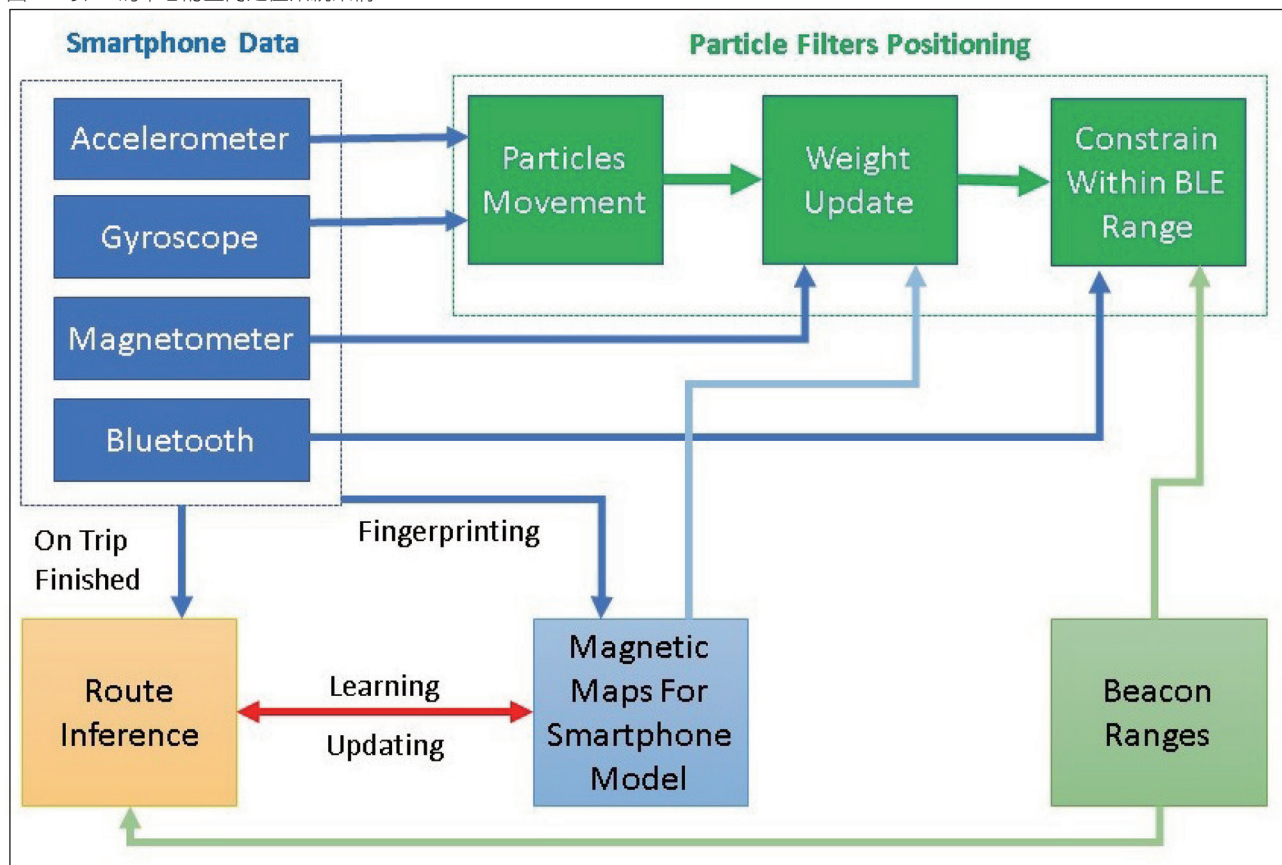 Smartphone Data
Particle Filters Positioning
Accelerometer
Gyroscope
Magnetometer
Bluetooth
Particles
Movement
Weight
Update
Constrain
Within BLE
Range
On Trip
Finished
Fingerprinting
Route
Inference
Learning
Updating
Magnetic
Maps For
Smartphone
Model
Beacon
Ranges